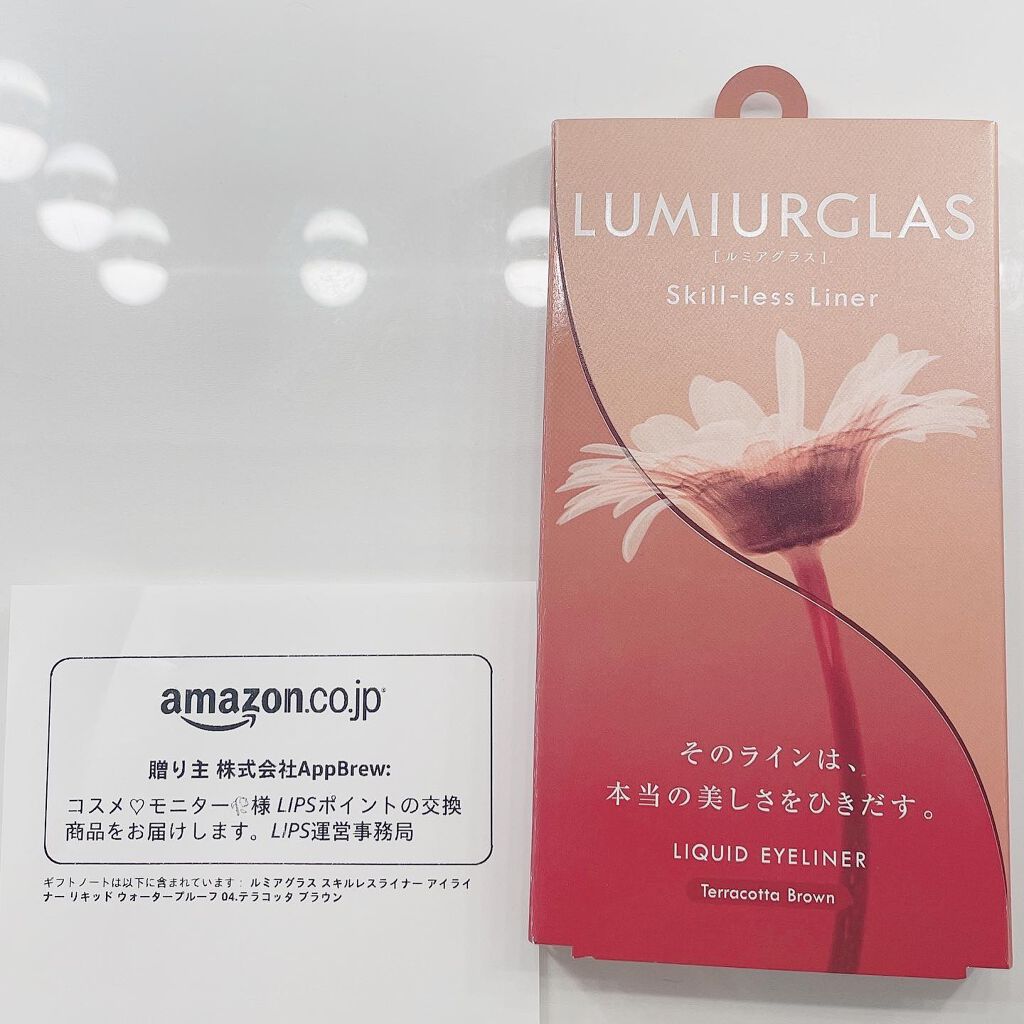 LUMIURGLAS
[ルミアグラス]
Skill-less Liner
そのラインは、
本当の美しさをひきだす。
LIQUID EYELINER
Terracotta Brown
amazon.co.jp
贈り主 株式会社AppBrew:
コスメ♡モニター様 LIPSポイントの交換
商品をお届けします。LIPS運営事務局
ギフトノートは以下に含まれています: ルミアグラス スキルレスライナー アイライ
ナー リキッド ウォータープルーフ 04.テラコッタ ブラウン